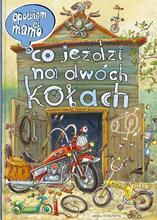 opowiem ci
mamo
co jeździ
na dwóch
kołach